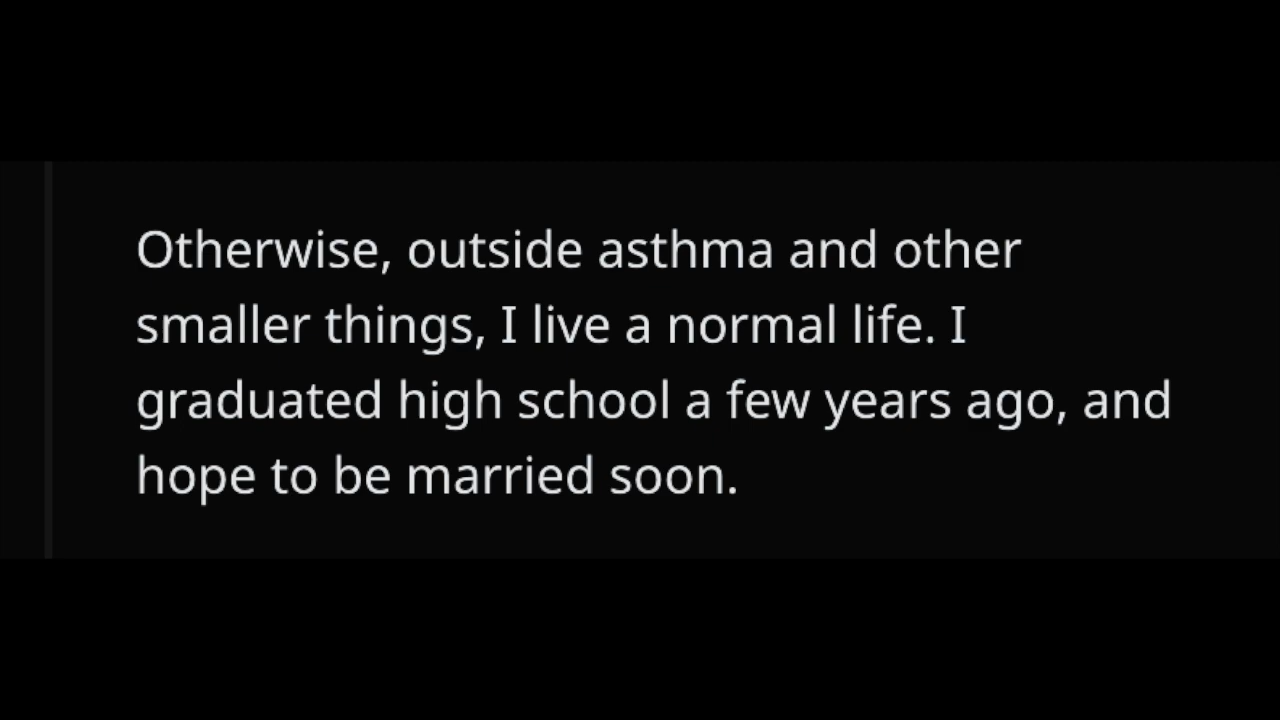 Otherwise, outside asthma and other
smaller things, I live a normal life. I
graduated high school a few years ago, and
hope to be married soon.